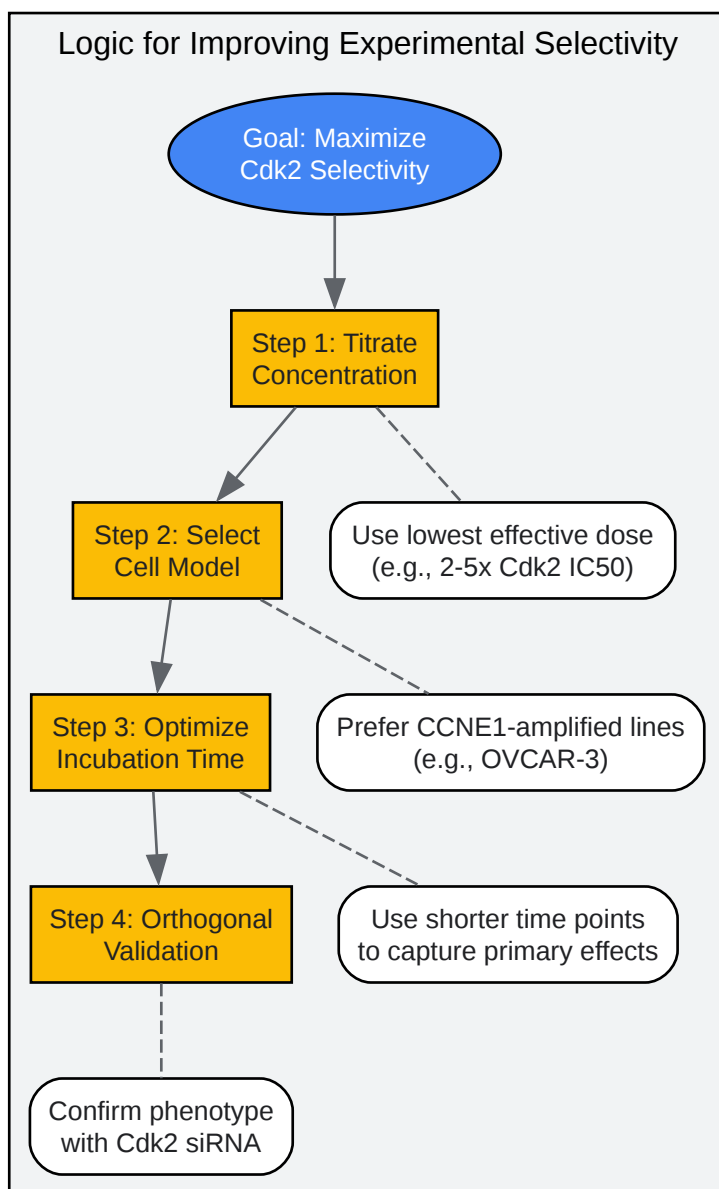 Logic for Improving Experimental Selectivity
Goal: Maximize
Cdk2 Selectivity
Step 1: Titrate
Concentration
Step 2: Select
Cell Model
Use lowest effective dose
(e.g., 2-5x Cdk2 IC50)
Step 3: Optimize
Incubation Time
Prefer CCNE1-amplified lines
(e.g., OVCAR-3)
Step 4: Orthogonal
Validation
Use shorter time points
to capture primary effects
Confirm phenotype
with Cdk2 siRNA